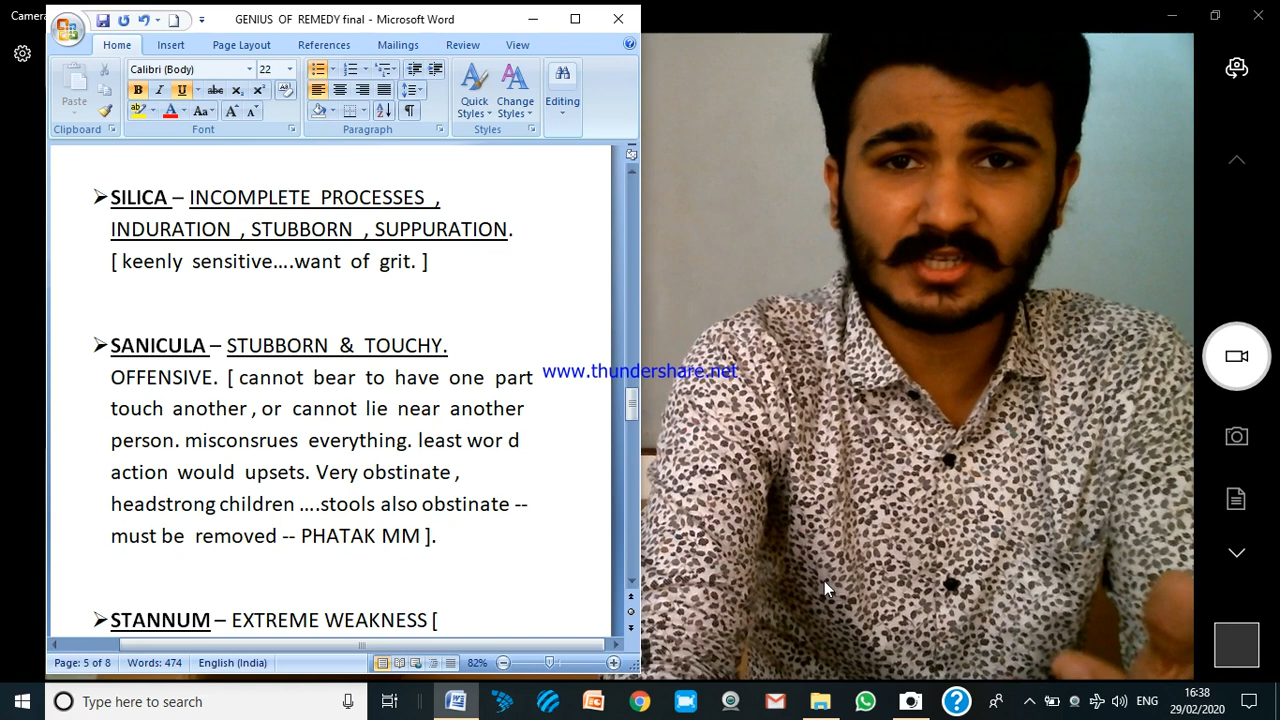 Camera
GENIUS OF REMEDY final - Microsoft Word
Home Insert Page Layout References Mailings Review View
Calibri (Body) 22
Paste
Quick Styles
Change Styles
Editing
Clipboard Font Paragraph Styles
SILICA – INCOMPLETE PROCESSES ,
INDURATION , STUBBORN , SUPPURATION.
[ keenly sensitive....want of grit. ]
SANICULA – STUBBORN & TOUCHY.
OFFENSIVE. [ cannot bear to have one part
touch another , or cannot lie near another
person. misconsrues everything. least wor d
action would upsets. Very obstinate ,
headstrong children ....stools also obstinate --
must be removed -- PHATAK MM ].
STANNUM – EXTREME WEAKNESS [
www.thundershare.net
Page: 5 of 8 Words: 474 English (India) 82%
Type here to search
ENG
16:38
29/02/2020